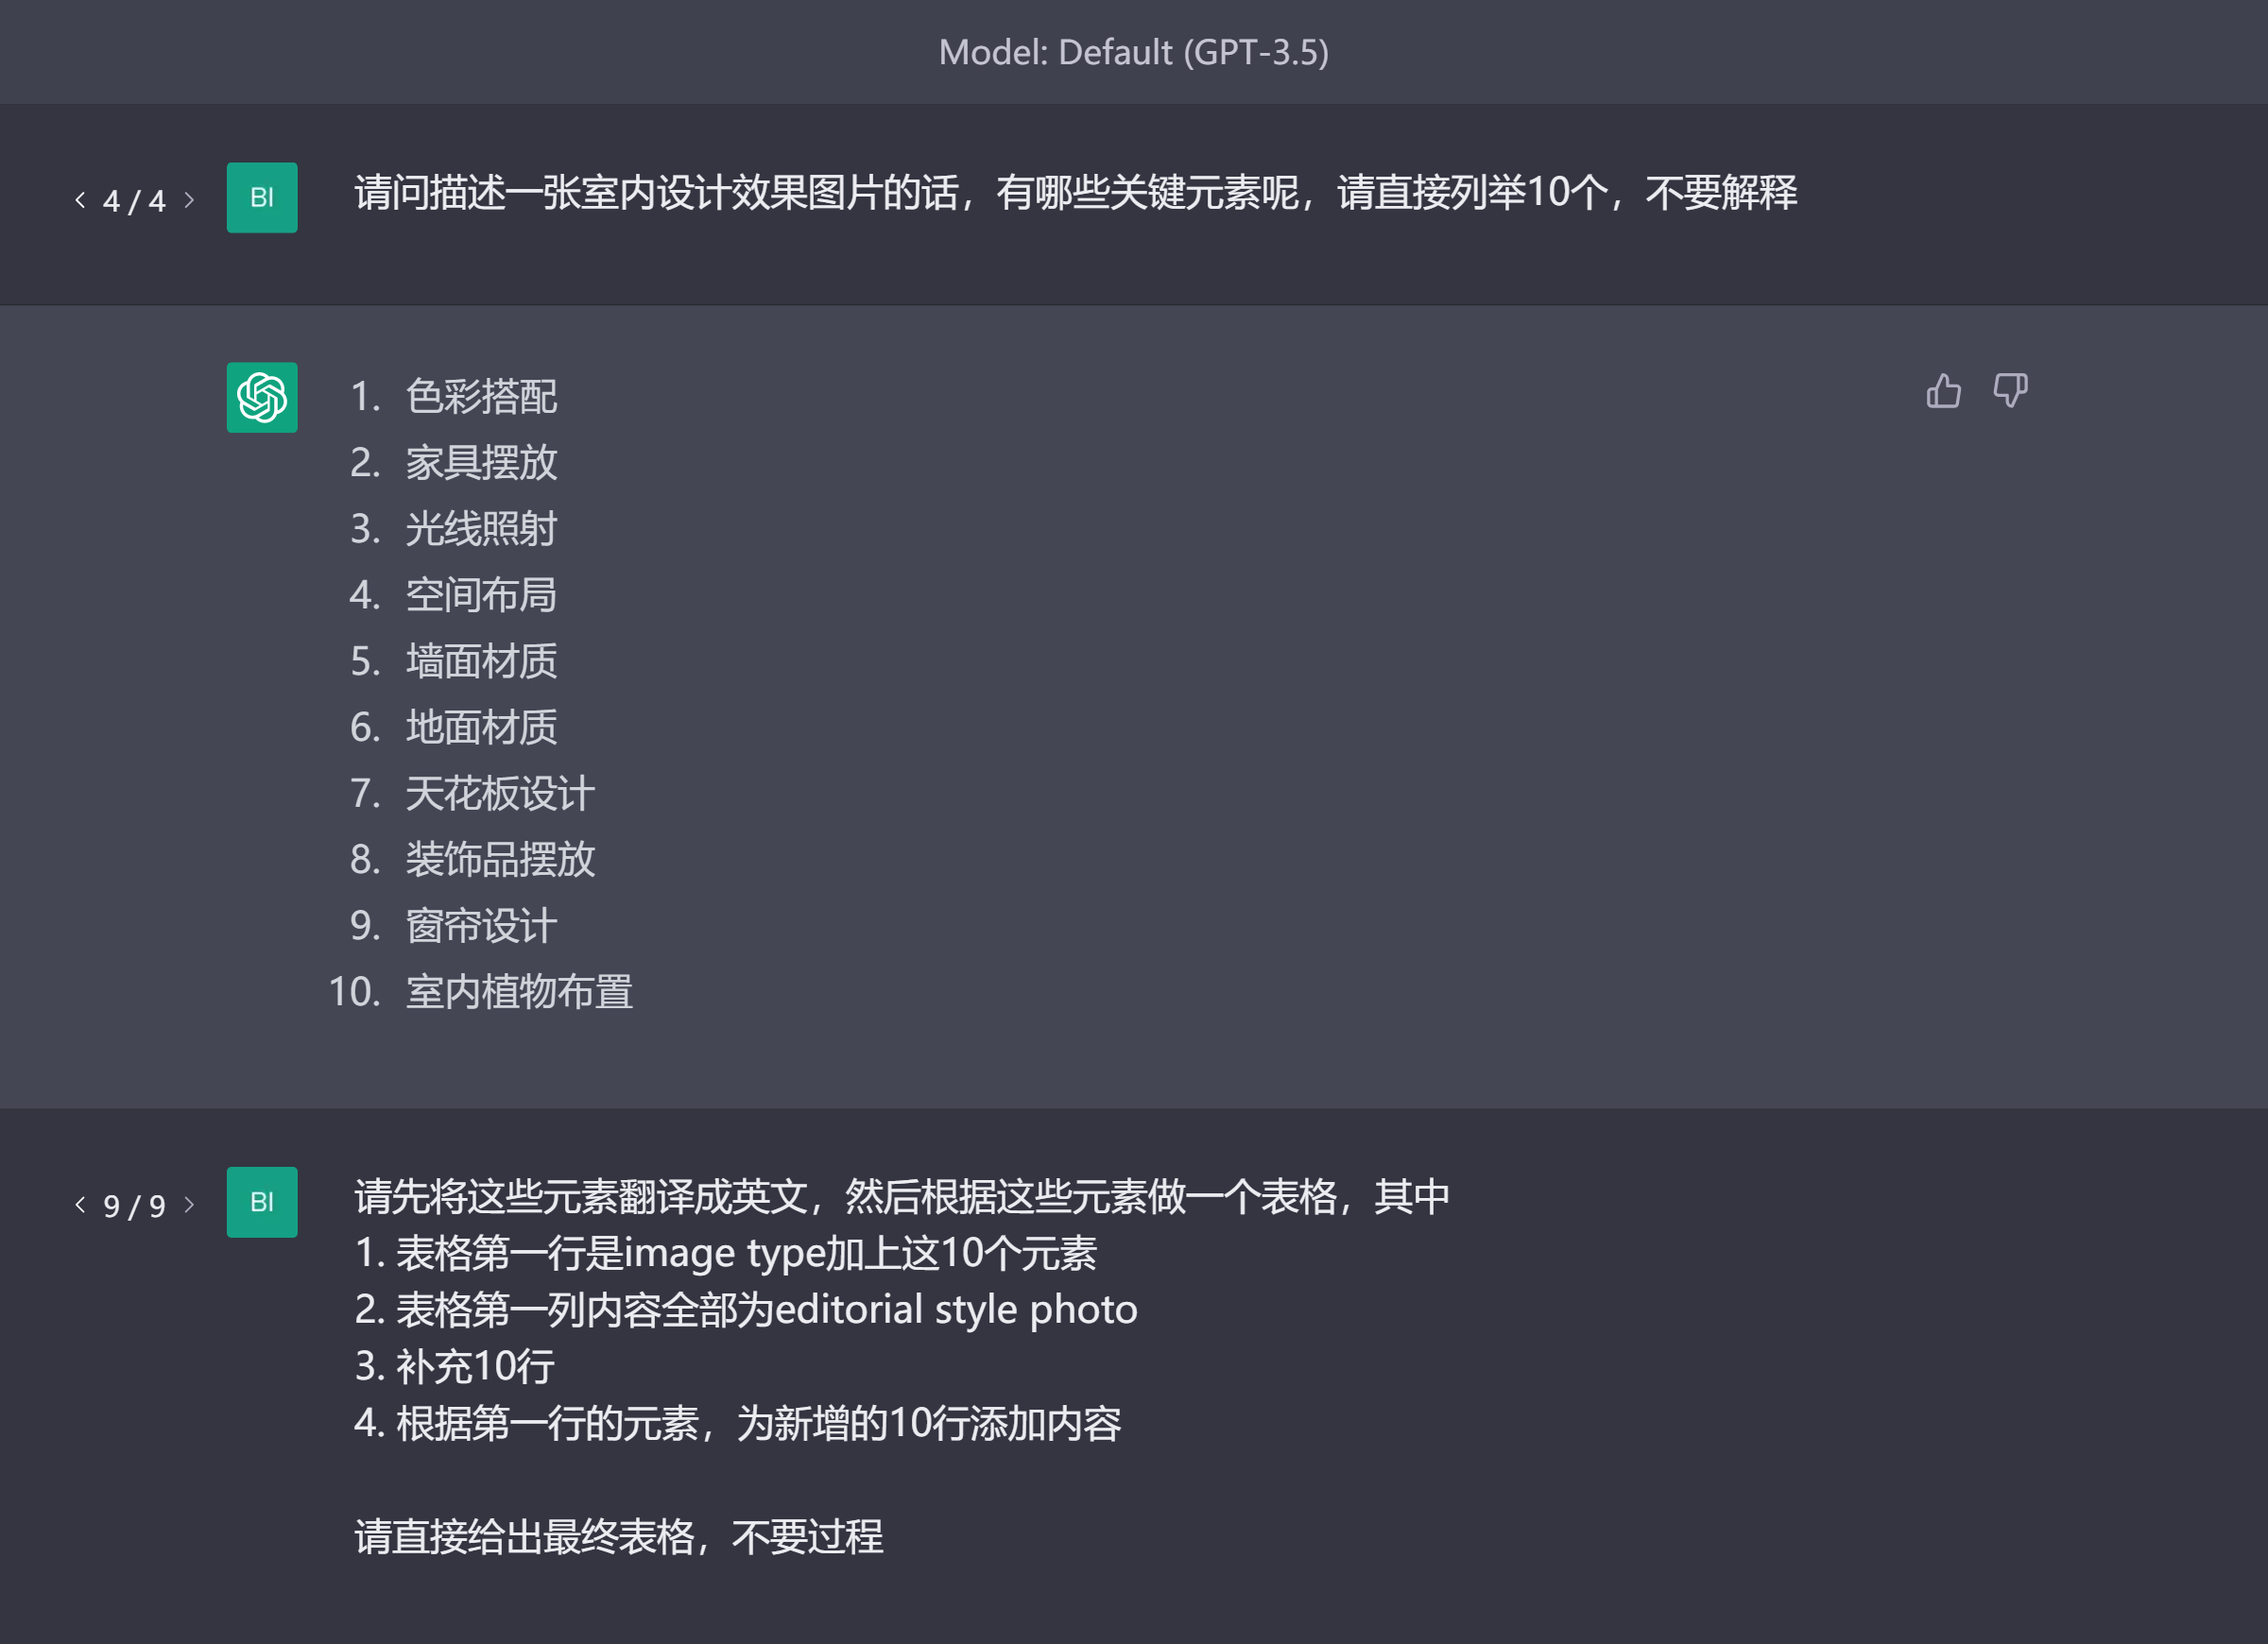 Model: Default (GPT-3.5)
< 4 / 4 >
BI
请问描述一张室内设计效果图片的话，有哪些关键元素呢，请直接列举10个，不要解释
1. 色彩搭配
2. 家具摆放
3. 光线照射
4. 空间布局
5. 墙面材质
6. 地面材质
7. 天花板设计
8. 装饰品摆放
9. 窗帘设计
10. 室内植物布置
< 9 / 9 >
BI
请先将这些元素翻译成英文，然后根据这些元素做一个表格，其中
1. 表格第一行是image type加上这10个元素
2. 表格第一列内容全部为editorial style photo
3. 补充10行
4. 根据第一行的元素，为新增的10行添加内容
请直接给出最终表格，不要过程